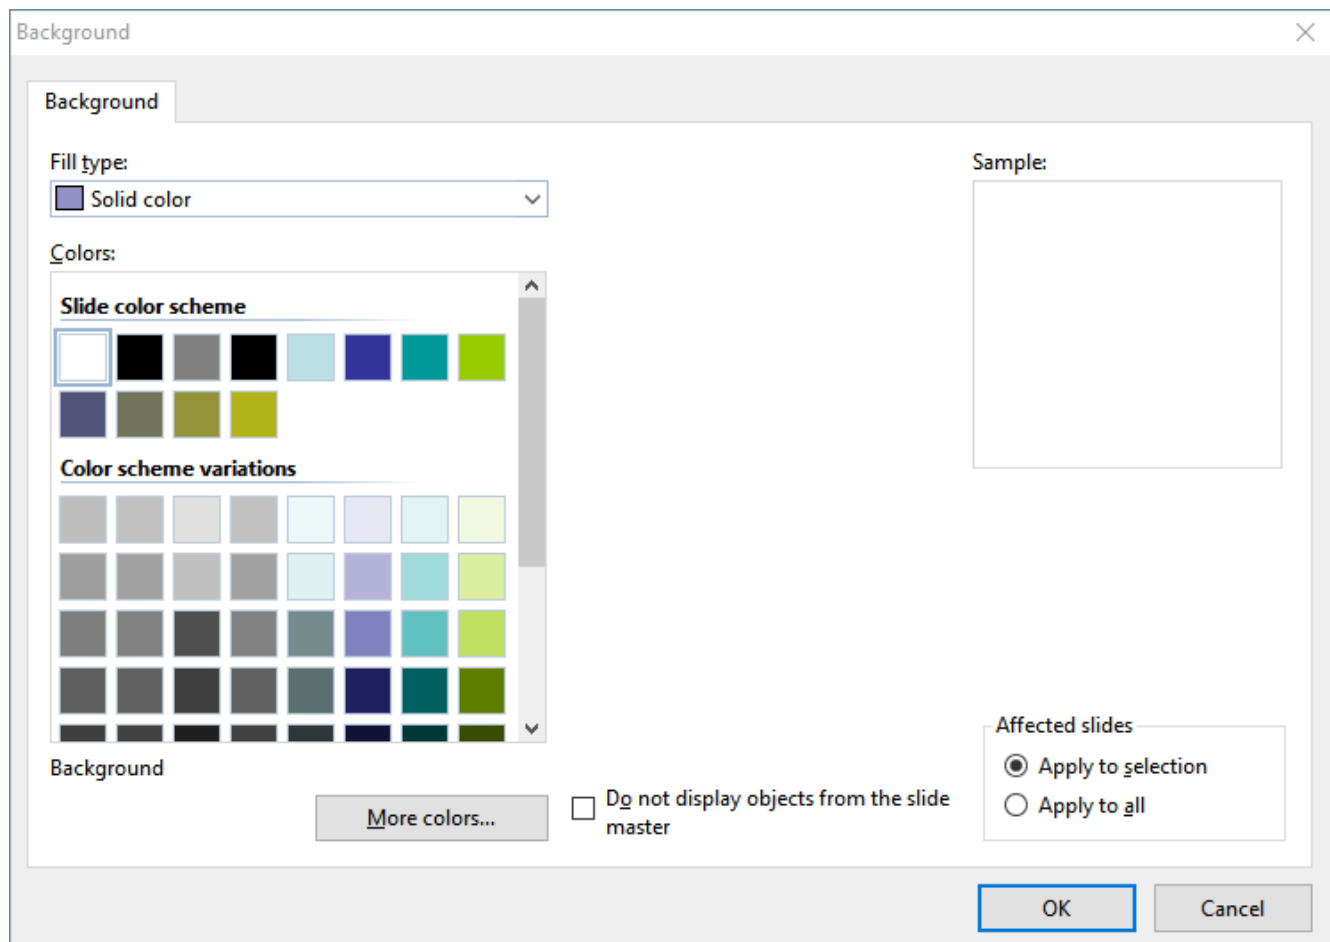 Background
Background
Fill type:
Sample:
Solid color
Colors:
Slide color scheme
Color scheme variations
Background
More colors...
Do not display objects from the slide
master
Affected slides
Apply to selection
Apply to all
OK
Cancel